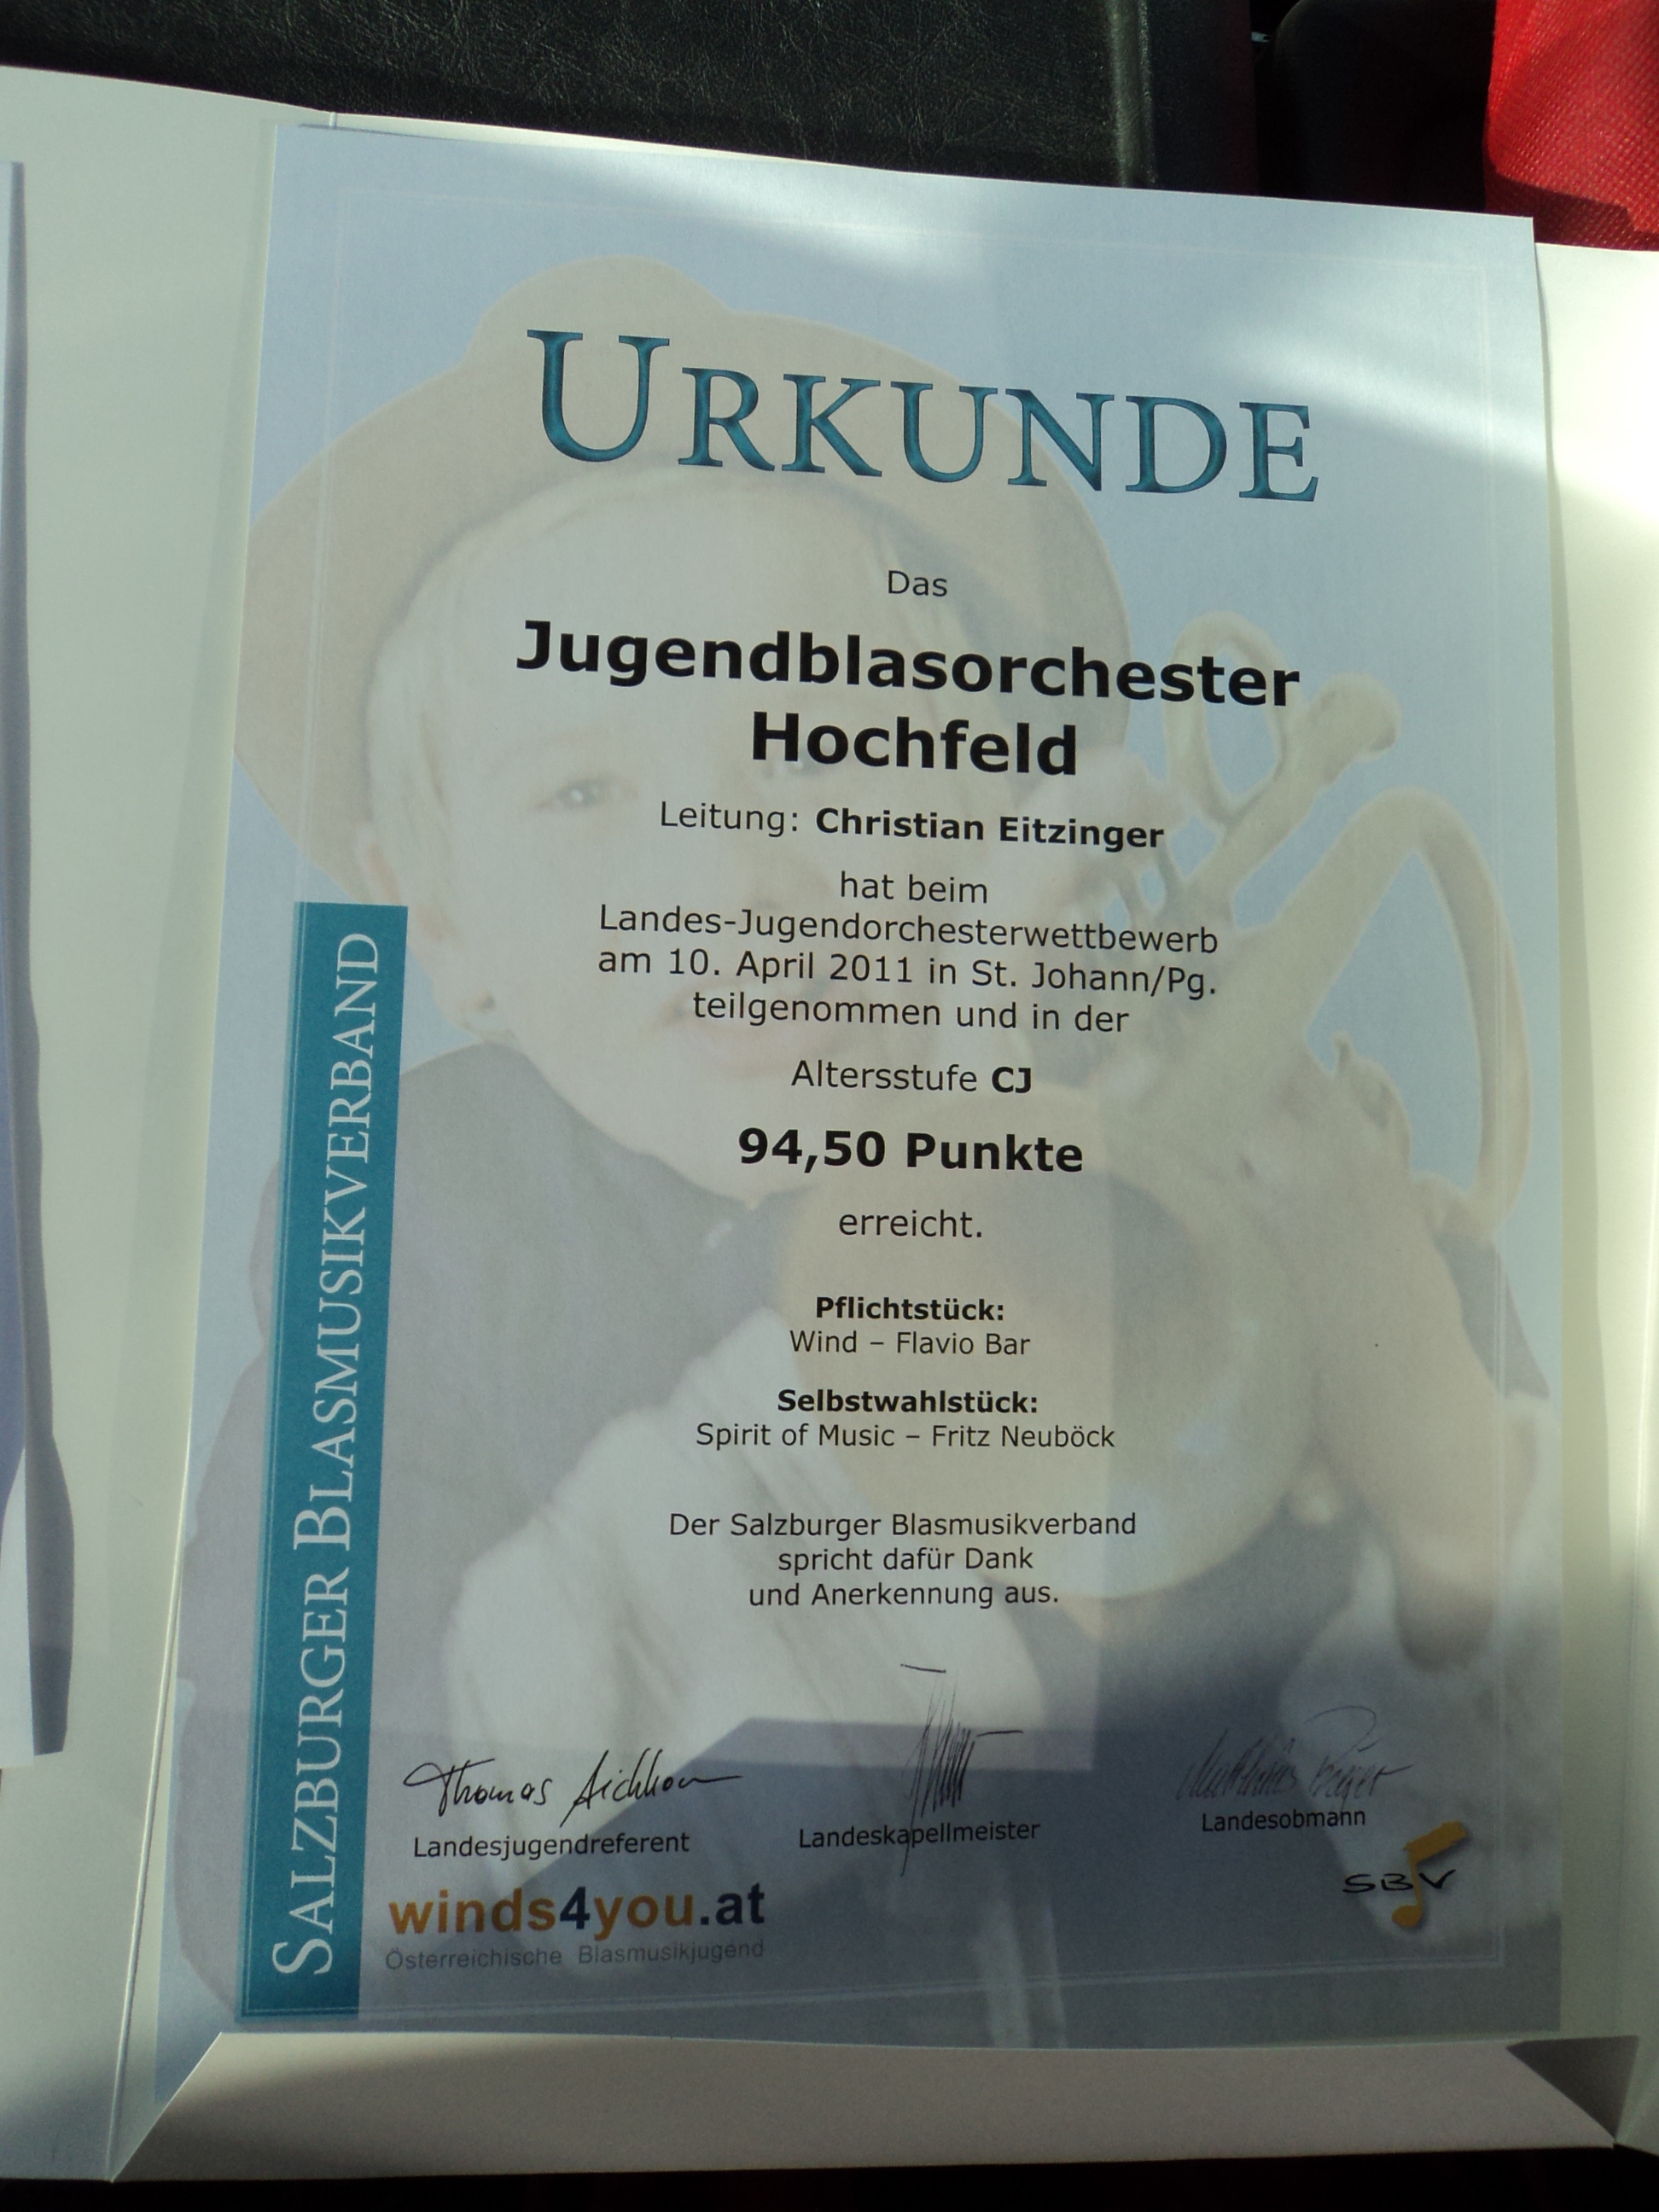 URKUNDE
Das
Jugendblasorchester
Hochfeld
Leitung: Christian Eitzinger
hat beim
Landes-Jugendorchesterwettbewerb
am 10. April 2011 in St. Johann/Pg.
teilgenommen und in der
Altersstufe CJ
94,50 Punkte
erreicht.
Pflichtstück:
Wind – Flavio Bar
Selbstwahlstück:
Spirit of Music – Fritz Neuböck
Der Salzburger Blasmusikverband
spricht dafür Dank
und Anerkennung aus.
Thomas Aichhorn
Landesjugendreferent
Landeskapellmeister
Landesobmann
winds4you.at
Österreichische Blasmusikjugend
SBV
SALZBURGER BLASMUSIKVERBAND